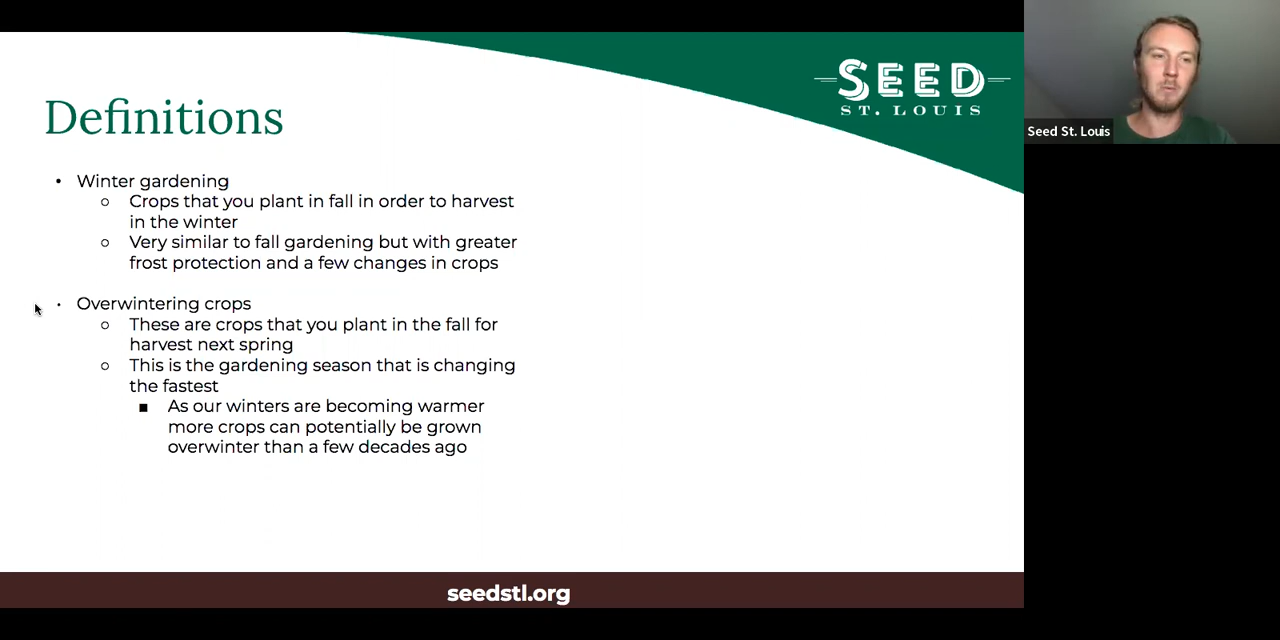 SEED
ST. LOUIS
Seed St. Louis
Definitions
• Winter gardening
○ Crops that you plant in fall in order to harvest
in the winter
○ Very similar to fall gardening but with greater
frost protection and a few changes in crops
• Overwintering crops
○ These are crops that you plant in the fall for
harvest next spring
○ This is the gardening season that is changing
the fastest
■ As our winters are becoming warmer
more crops can potentially be grown
overwinter than a few decades ago
seedstl.org